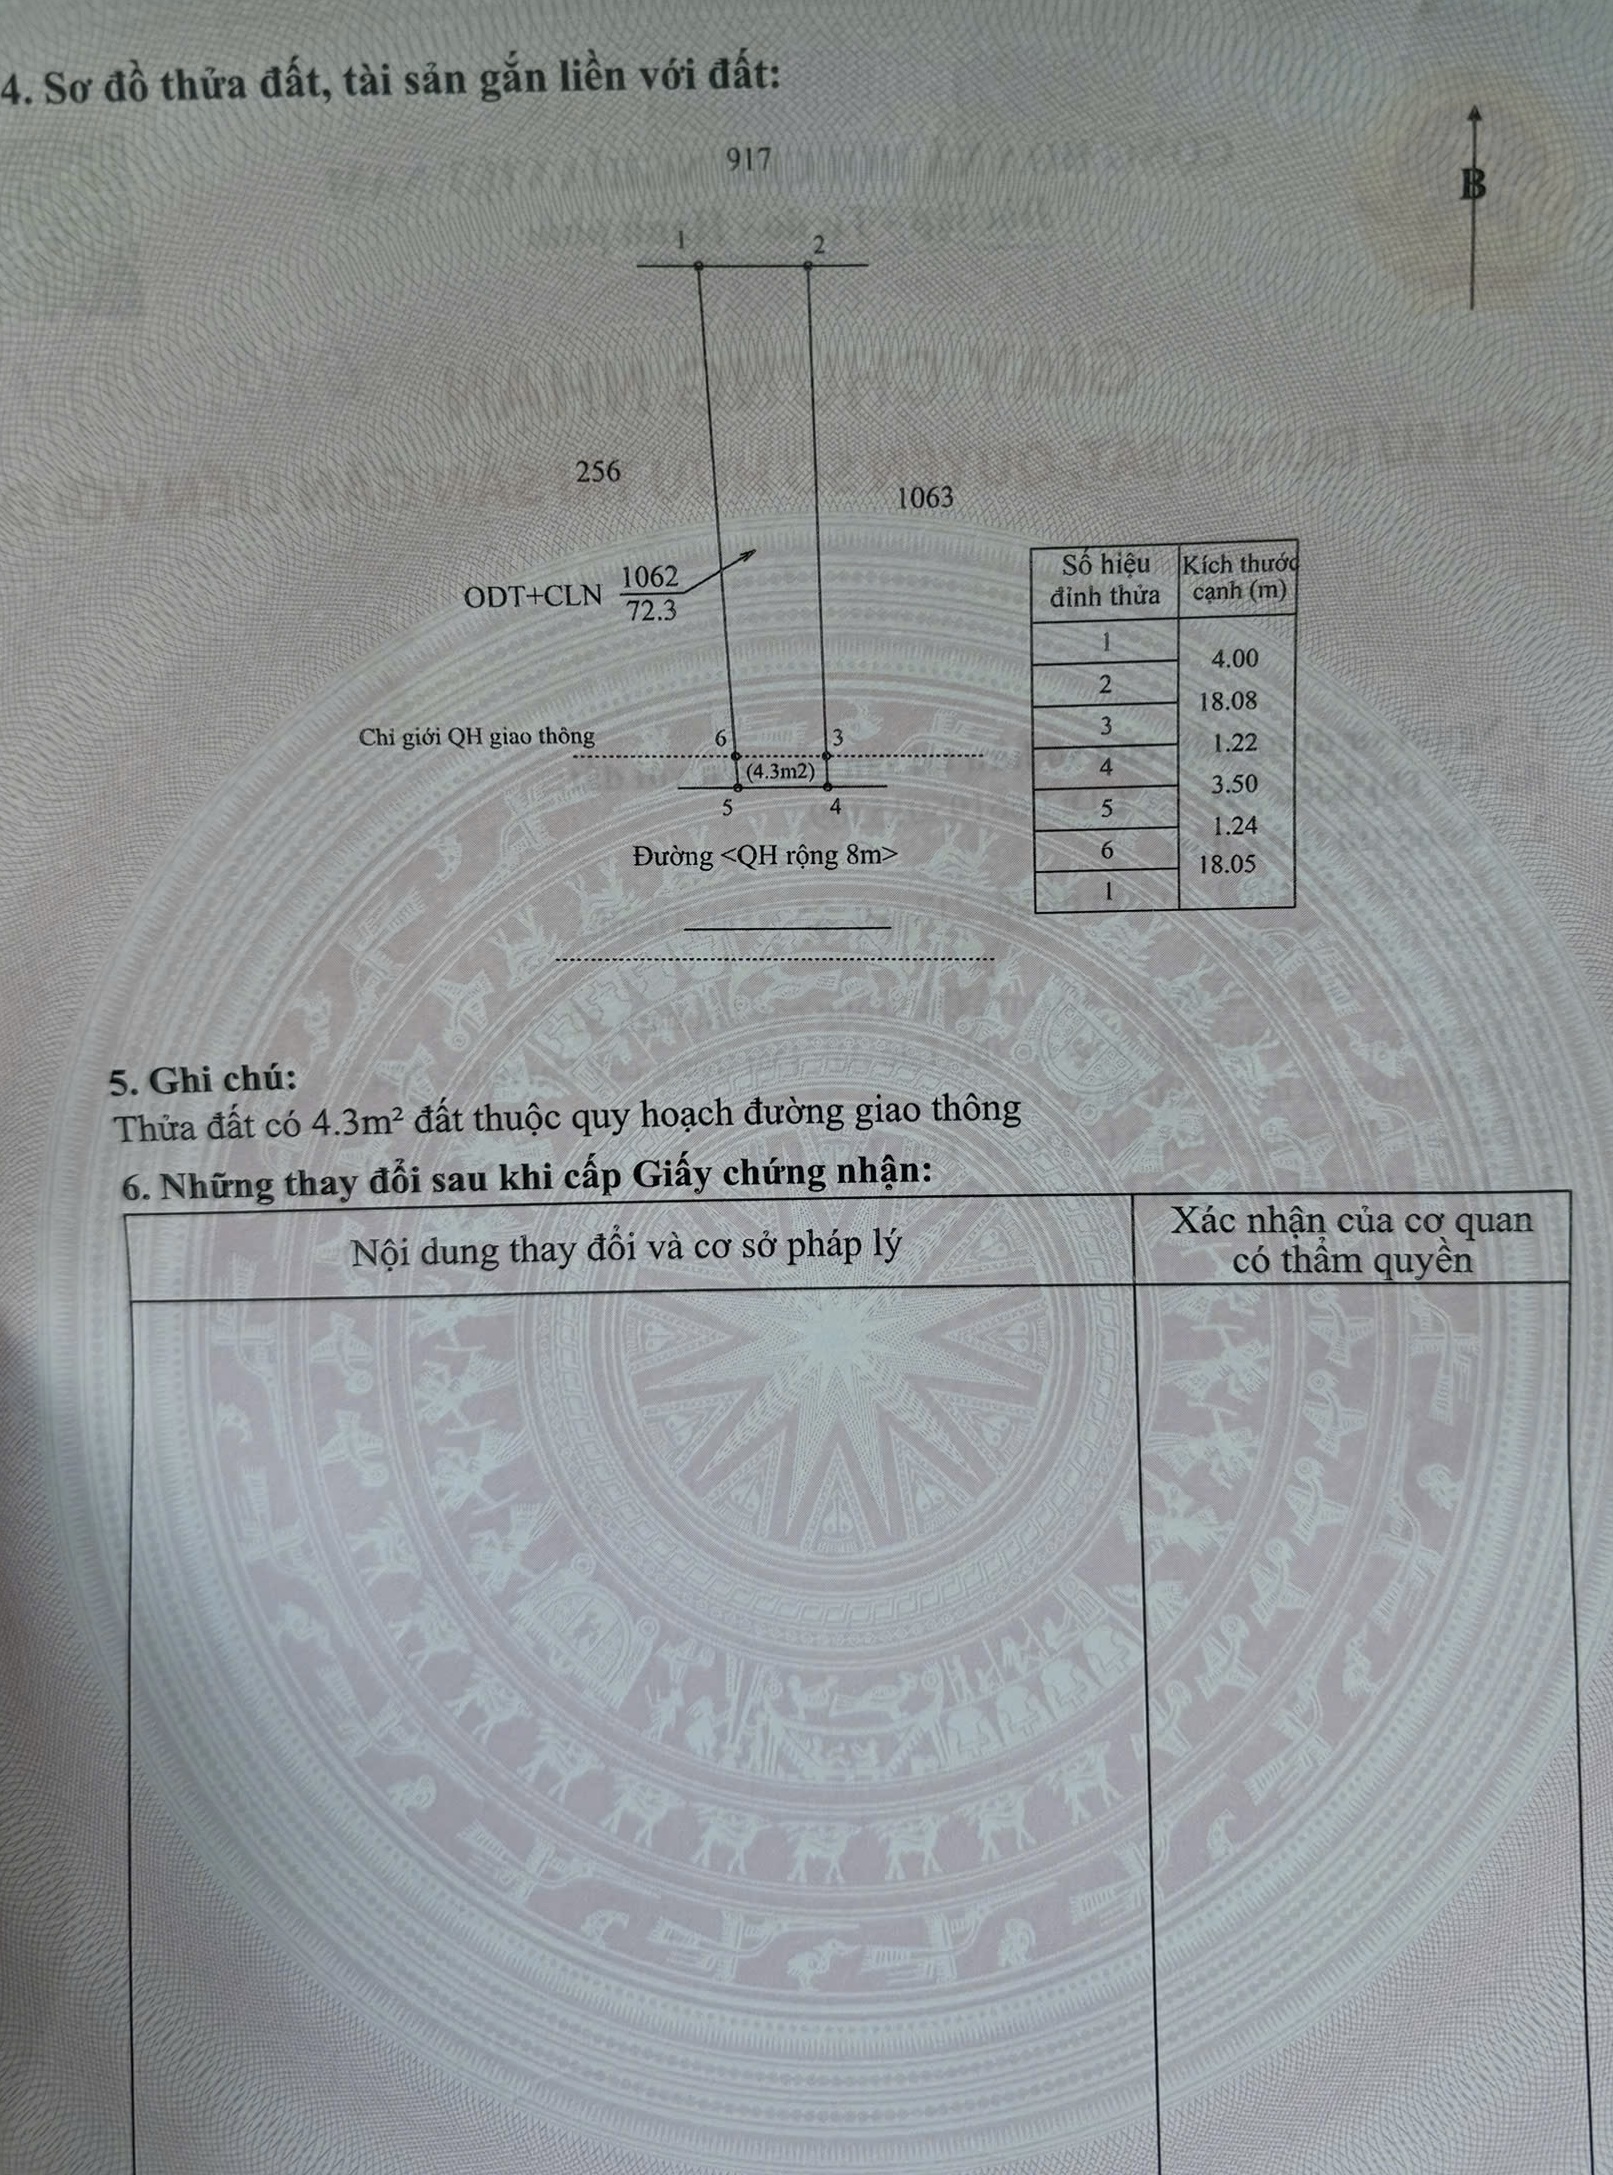 4. Sơ đồ thửa đất, tài sản gắn liền với đất:
917
B
1
2
256
1063
ODT+CLN 1062
72.3
Số hiệu đỉnh thửa
Kích thước cạnh (m)
1
4.00
2
18.08
3
1.22
4
3.50
5
1.24
6
18.05
1
Chỉ giới QH giao thông
6
3
(4.3m2)
5
4
Đường <QH rộng 8m>
5. Ghi chú:
Thửa đất có 4.3m² đất thuộc quy hoạch đường giao thông
6. Những thay đổi sau khi cấp Giấy chứng nhận:
Nội dung thay đổi và cơ sở pháp lý
Xác nhận của cơ quan
có thẩm quyền